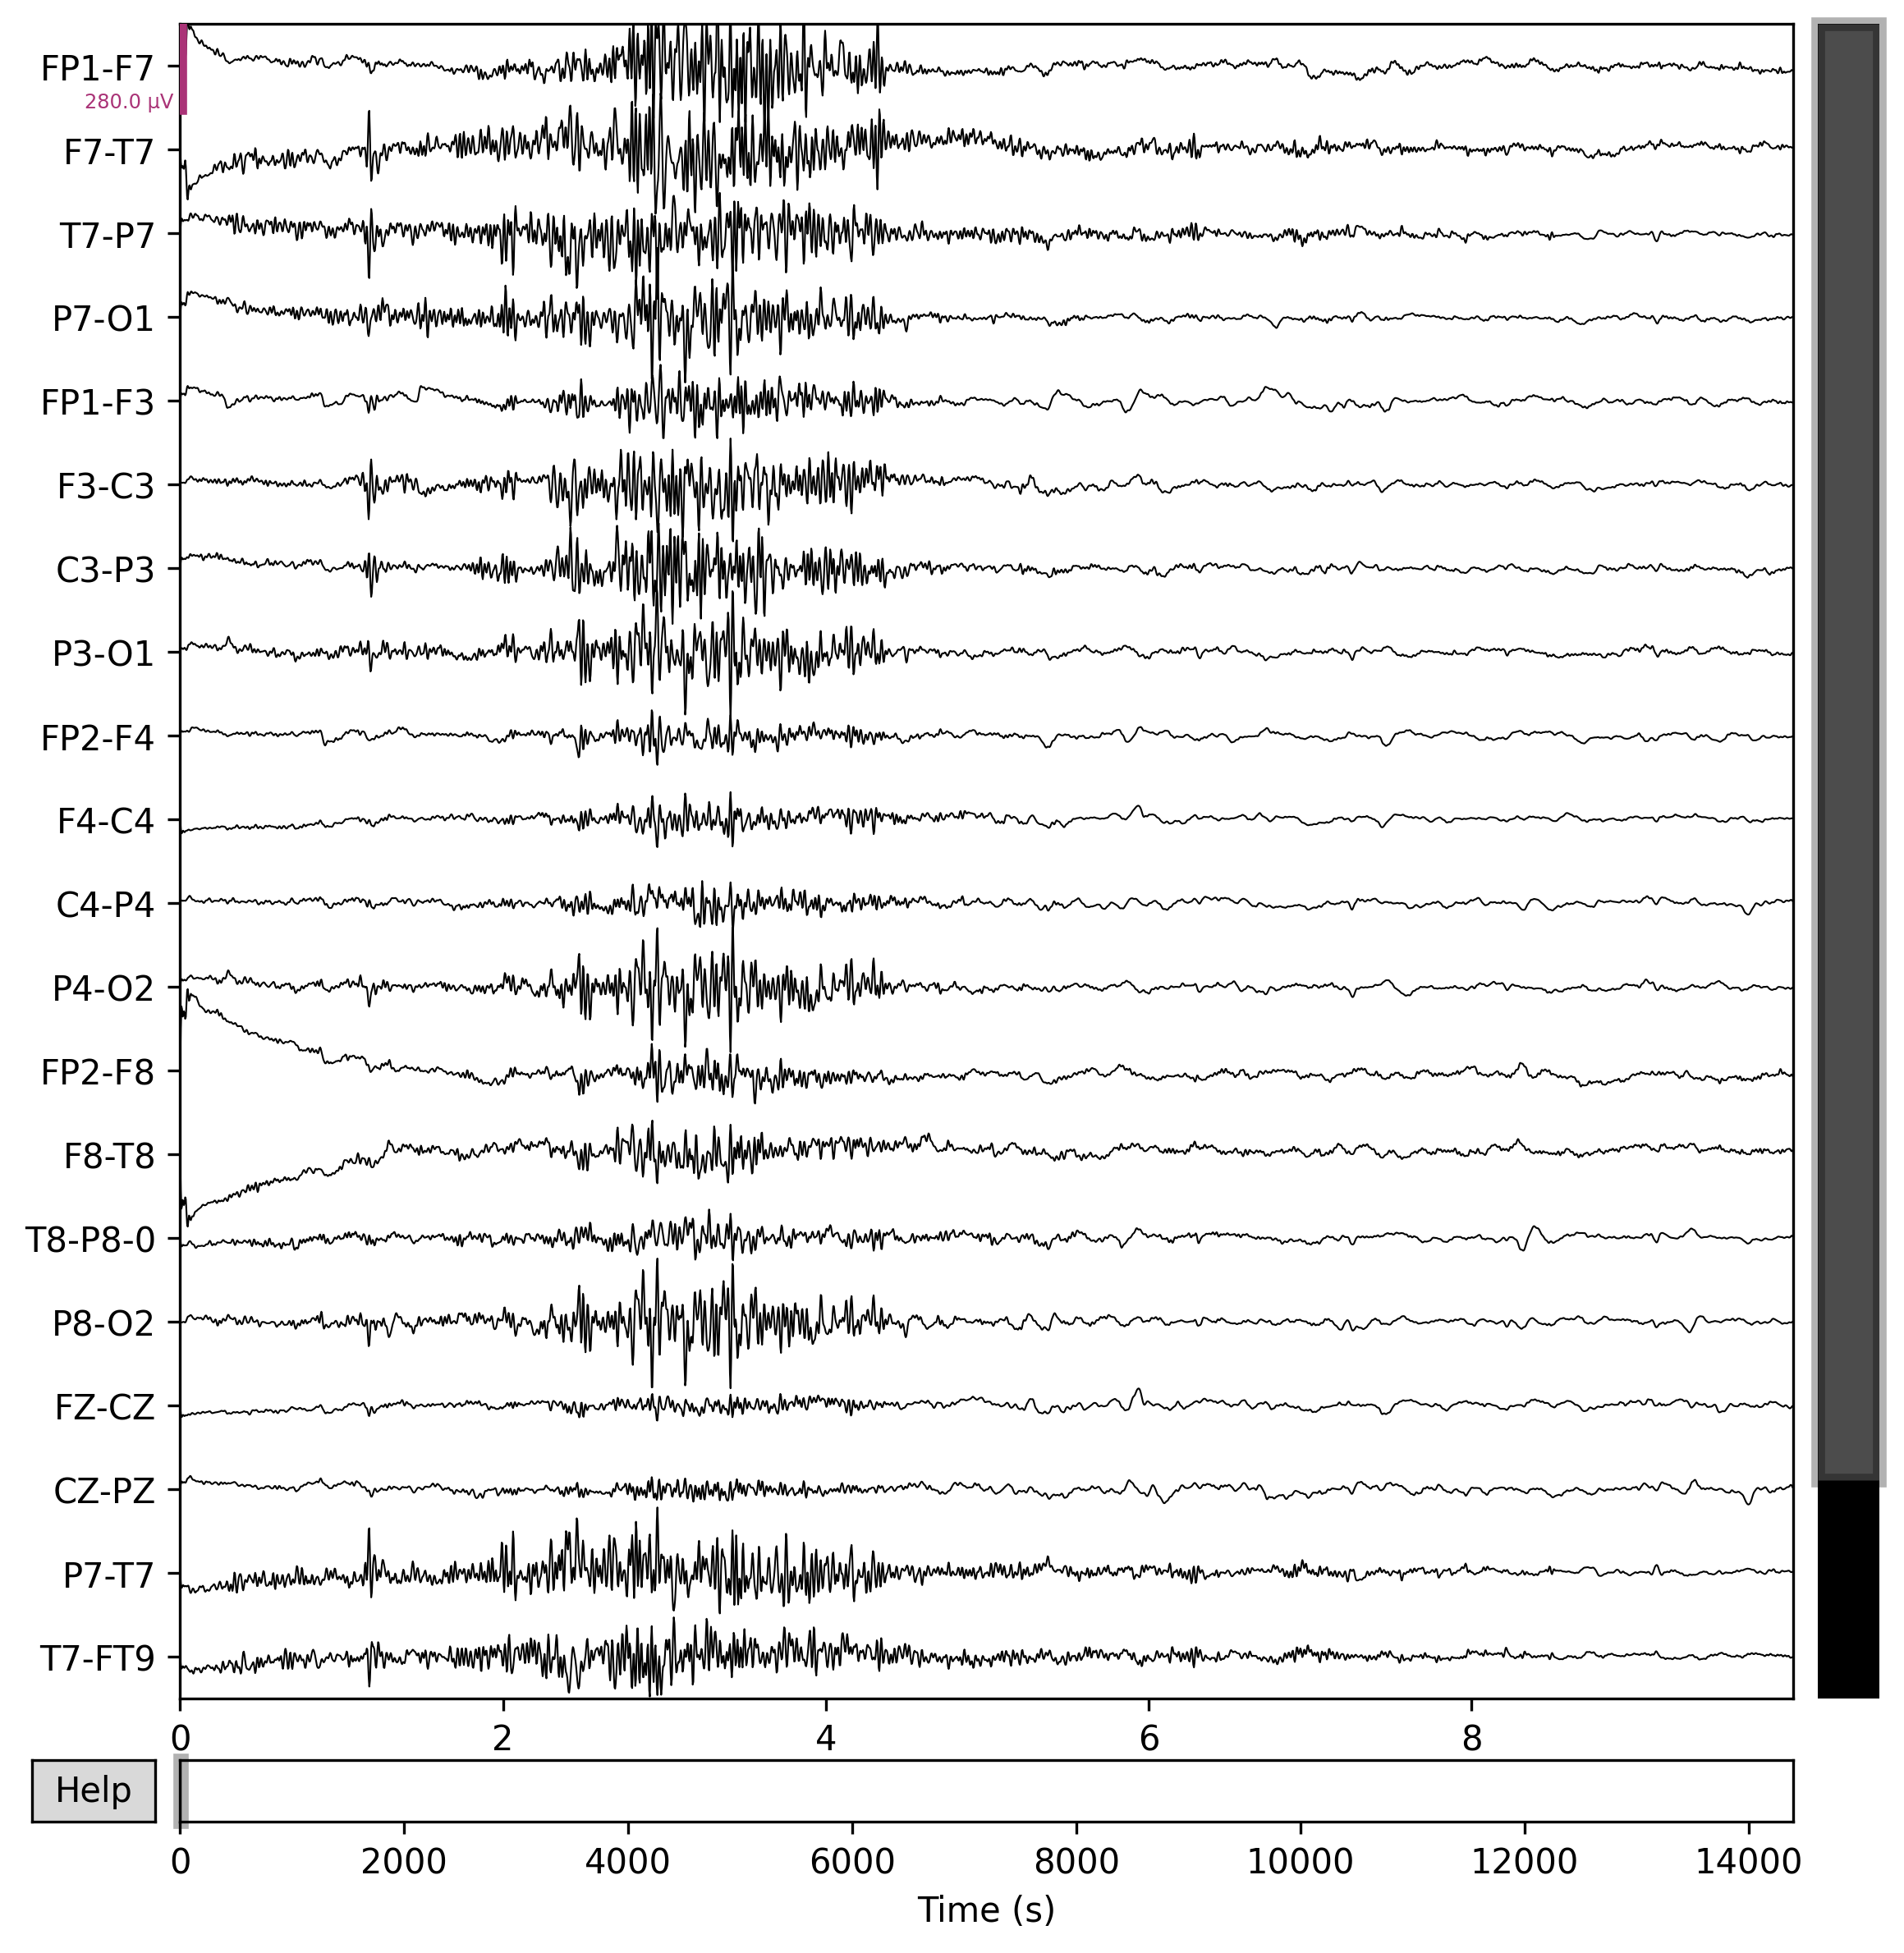 FP1-F7
280.0 µV
F7-T7
T7-P7
P7-O1
FP1-F3
F3-C3
C3-P3
P3-O1
FP2-F4
F4-C4
C4-P4
P4-O2
FP2-F8
F8-T8
T8-P8-0
P8-O2
FZ-CZ
CZ-PZ
P7-T7
T7-FT9
0 2 4 6 8
Help
0 2000 4000 6000 8000 10000 12000 14000
Time (s)